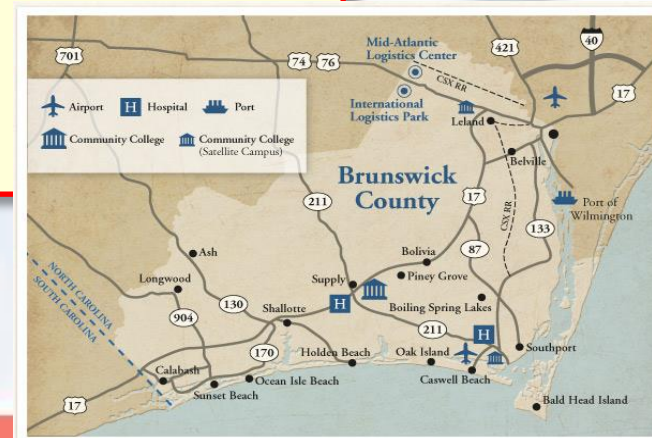 701
74
76
Mid-Atlantic
Logistics Center
421
40
17
CSX RR
International
Logistics Park
Airport
H
Hospital
Port
Community College
Community College
(Satellite Campus)
Leland
Belville
Brunswick
County
17
CSX RR
Port of
Wilmington
211
133
87
Ash
Bolivia
Longwood
Supply
Piney Grove
NORTH CAROLINA
SOUTH CAROLINA
130
H
Boiling Spring Lakes
904
Shallotte
211
H
Southport
170
Holden Beach
Oak Island
Calabash
Ocean Isle Beach
Caswell Beach
Sunset Beach
17
Bald Head Island